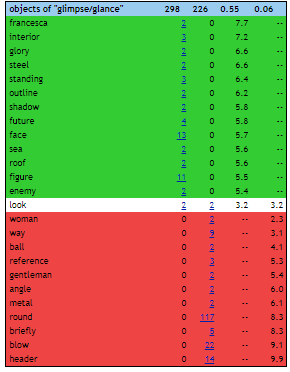 objects of "glimpse/glance" 298 226 0.55 0.06
francesca 2 0 7.7 --
interior 3 0 7.2 --
glory 2 0 6.6 --
steel 2 0 6.6 --
standing 3 0 6.4 --
outline 2 0 6.2 --
shadow 2 0 5.8 --
future 4 0 5.8 --
face 13 0 5.7 --
sea 2 0 5.6 --
roof 2 0 5.6 --
figure 11 0 5.5 --
enemy 2 0 5.4 --
look 2 2 3.2 3.2
woman 0 2 -- 2.3
way 0 9 -- 3.1
ball 0 2 -- 4.1
reference 0 3 -- 5.3
gentleman 0 2 -- 5.4
angle 0 2 -- 6.0
metal 0 2 -- 6.1
round 0 117 -- 8.3
briefly 0 5 -- 8.3
blow 0 22 -- 9.1
header 0 14 -- 9.9